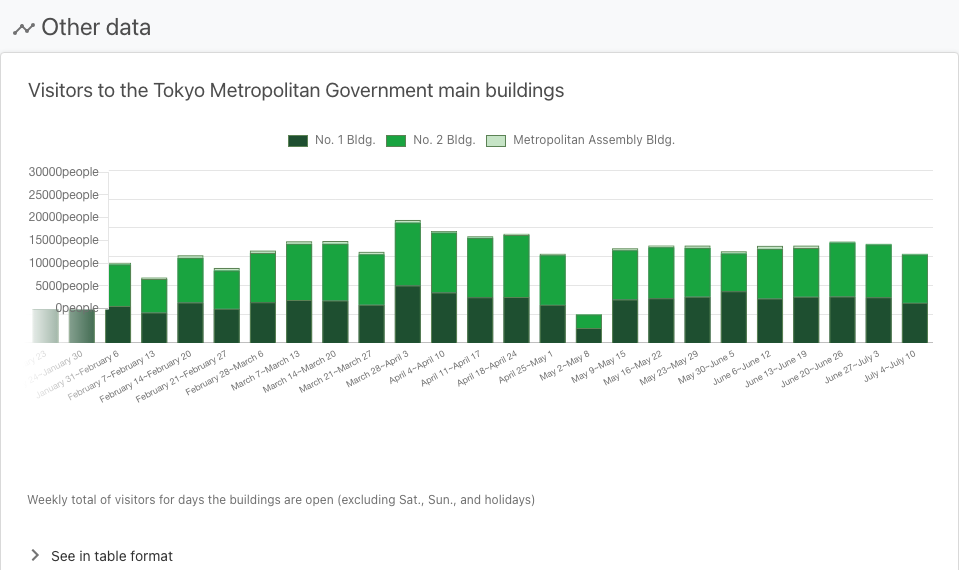 Other data
Visitors to the Tokyo Metropolitan Government main buildings
No. 1 Bldg. No. 2 Bldg. Metropolitan Assembly Bldg.
30000people
25000people
20000people
15000people
10000people
5000people
0people
23
January 30
January 31~February 6
February 7~February 13
February 14~February 20
February 21~February 27
February 28~March 6
March 7~March 13
March 14~March 20
March 21~March 27
March 28~April 3
April 4~April 10
April 11~April 17
April 18~April 24
April 25~May 1
May 2~May 8
May 9~May 15
May 16~May 22
May 23~May 29
May 30~June 5
June 6~June 12
June 13~June 19
June 20~June 26
June 27~July 3
July 4~July 10
Weekly total of visitors for days the buildings are open (excluding Sat., Sun., and holidays)
See in table format